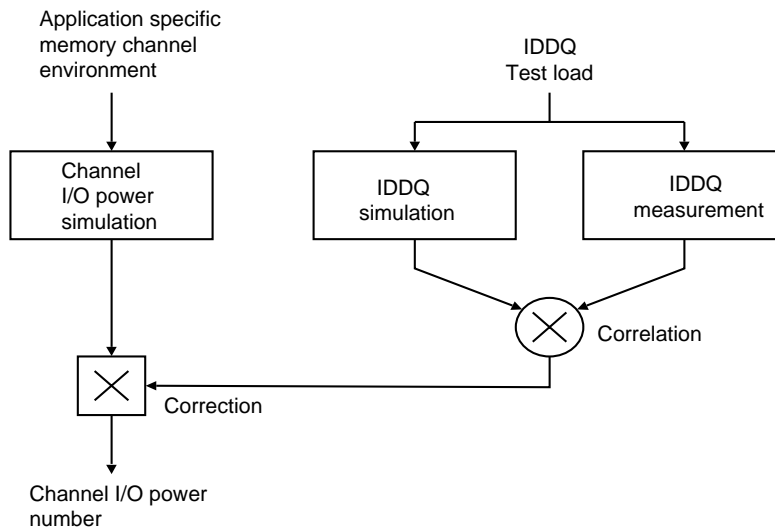 Application specific
memory channel
environment
IDDQ
Test load
Channel
I/O power
simulation
IDDQ
simulation
IDDQ
measurement
Correlation
Correction
Channel I/O power
number